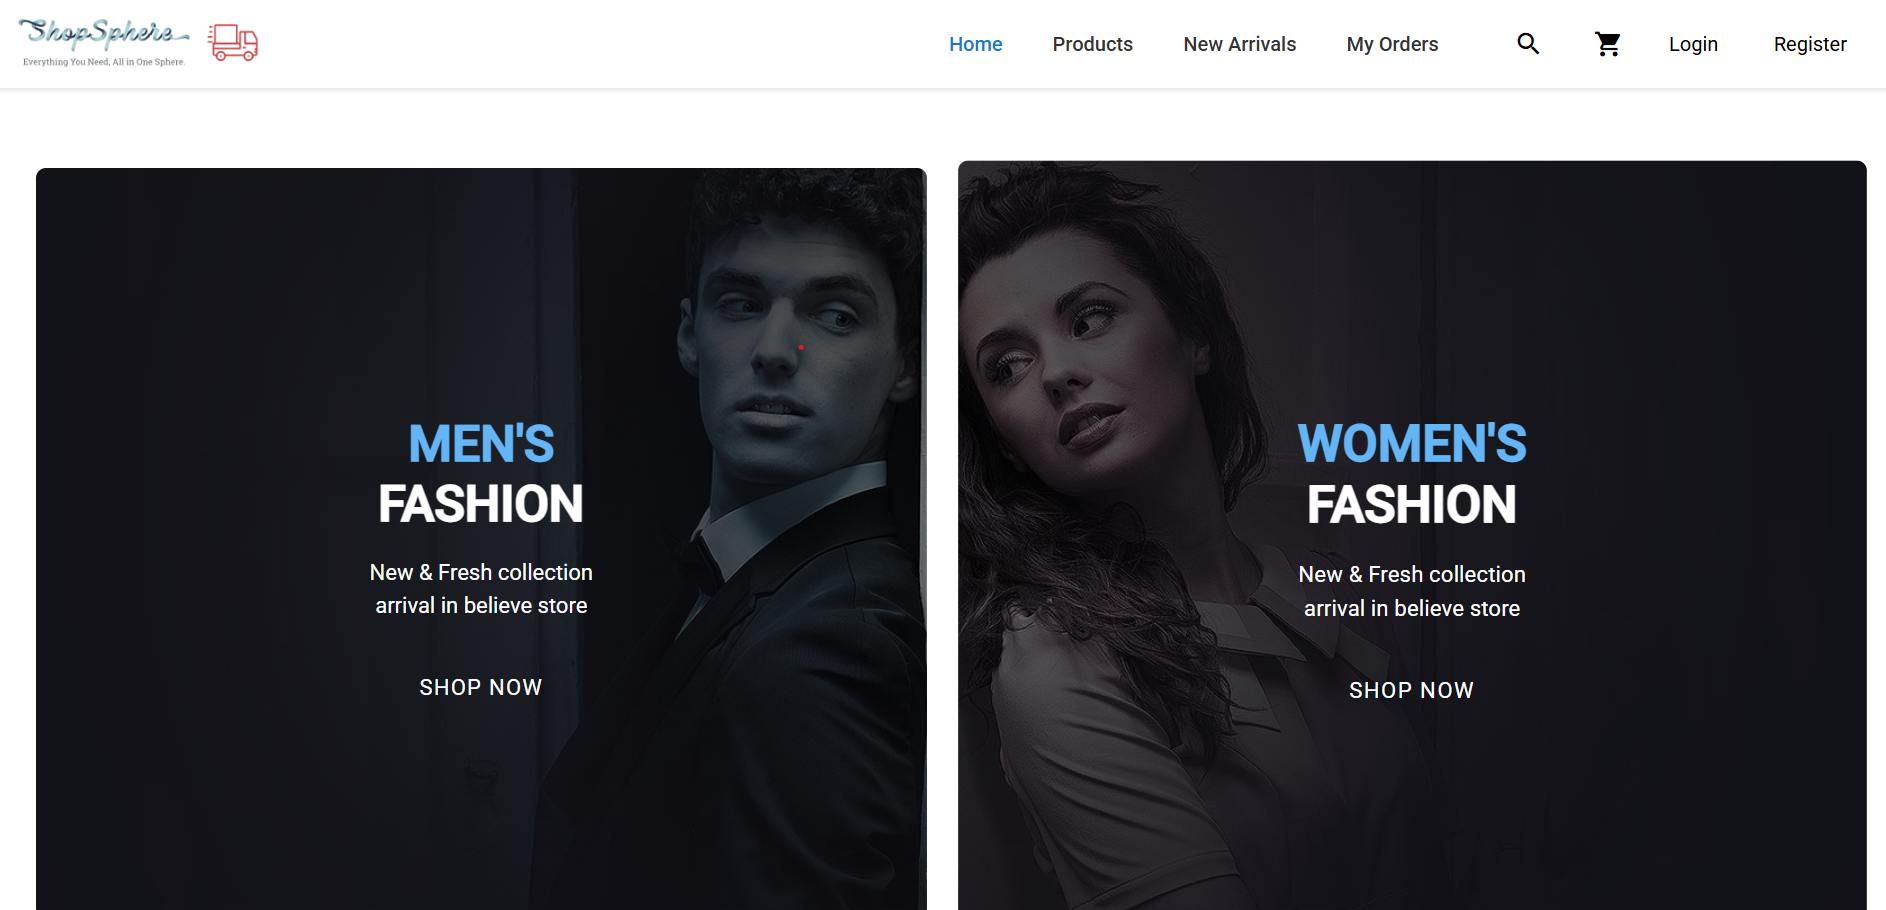 ShopSphere
Everything You Need, All in One Sphere.
Home Products New Arrivals My Orders Login Register
MEN'S
FASHION
New & Fresh collection
arrival in believe store
SHOP NOW
WOMEN'S
FASHION
New & Fresh collection
arrival in believe store
SHOP NOW